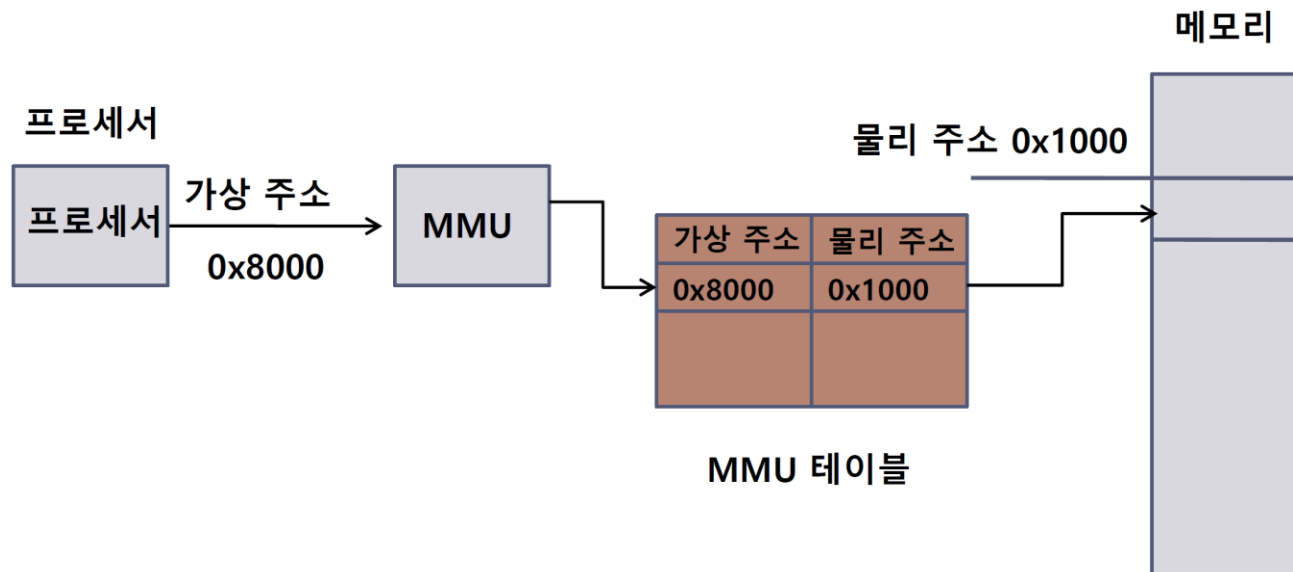 메모리
프로세서
물리 주소 0x1000
프로세서
가상 주소
0x8000
MMU
가상 주소 물리 주소
0x8000 0x1000
MMU 테이블